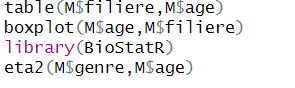 table(M$filiere,M$age)
boxplot(M$age,M$filiere)
library(BioStatR)
eta2(M$genre,M$age)